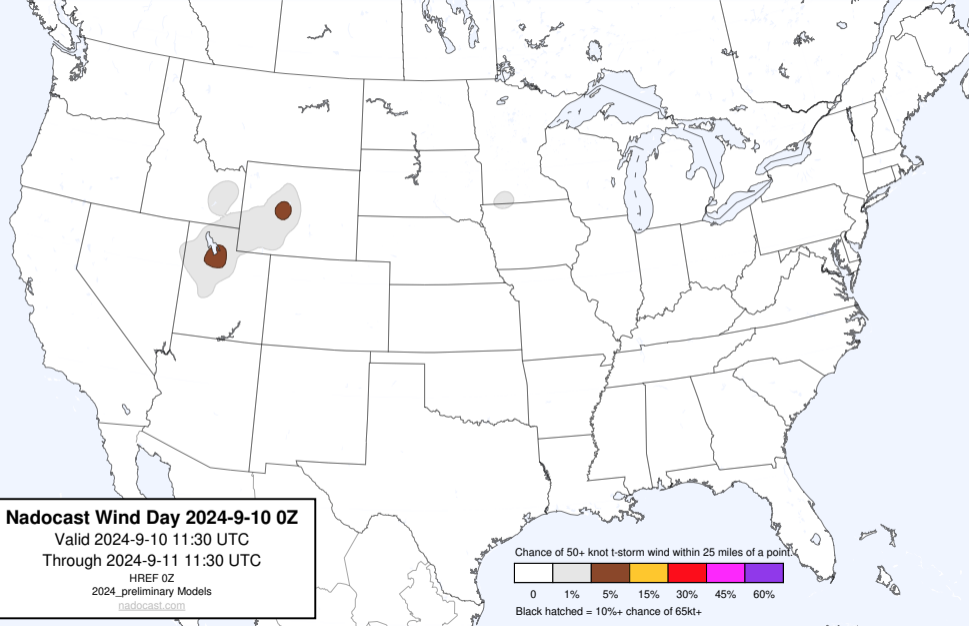 Nadocast Wind Day 2024-9-10 0Z
Valid 2024-9-10 11:30 UTC
Through 2024-9-11 11:30 UTC
HREF 0Z
2024_preliminary Models
nadocast.com
Chance of 50+ knot t-storm wind within 25 miles of a point.
0 1% 5% 15% 30% 45% 60%
Black hatched = 10%+ chance of 65kt+